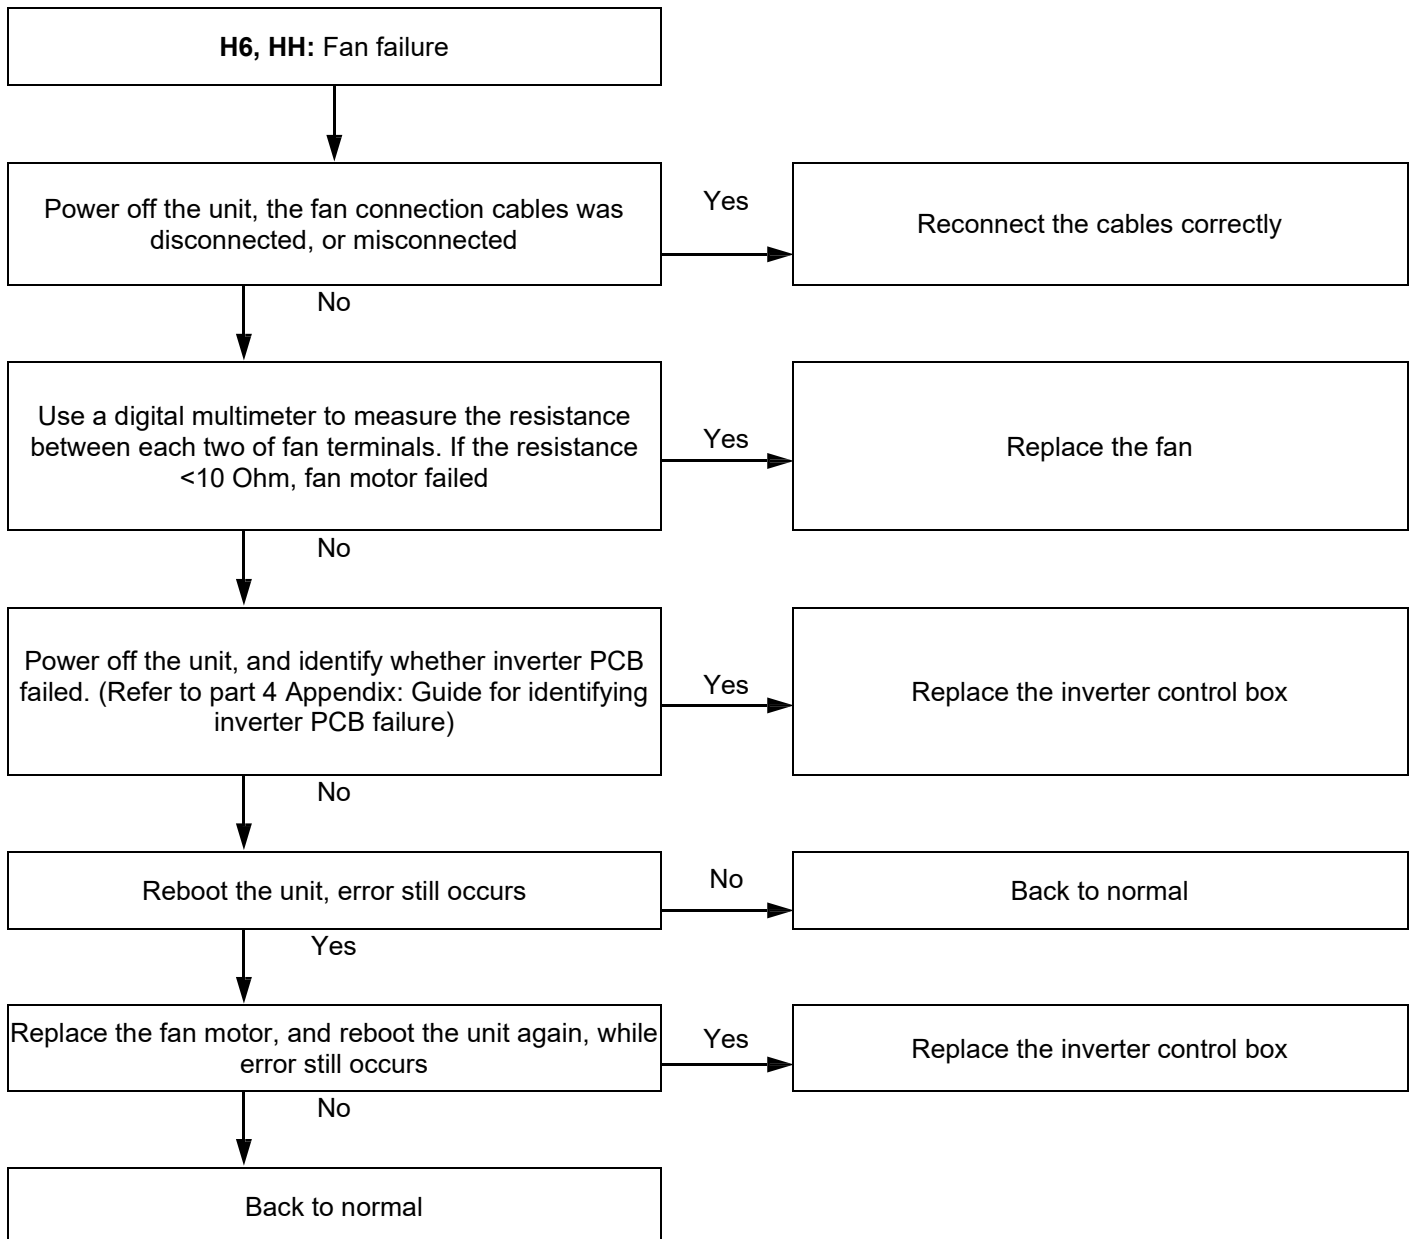 H6, HH: Fan failure
Power off the unit, the fan connection cables was
disconnected, or misconnected
Yes
Reconnect the cables correctly
No
Use a digital multimeter to measure the resistance
between each two of fan terminals. If the resistance
<10 Ohm, fan motor failed
Yes
Replace the fan
No
Power off the unit, and identify whether inverter PCB
failed. (Refer to part 4 Appendix: Guide for identifying
inverter PCB failure)
Yes
Replace the inverter control box
No
Reboot the unit, error still occurs
No
Back to normal
Yes
Replace the fan motor, and reboot the unit again, while
error still occurs
Yes
Replace the inverter control box
No
Back to normal